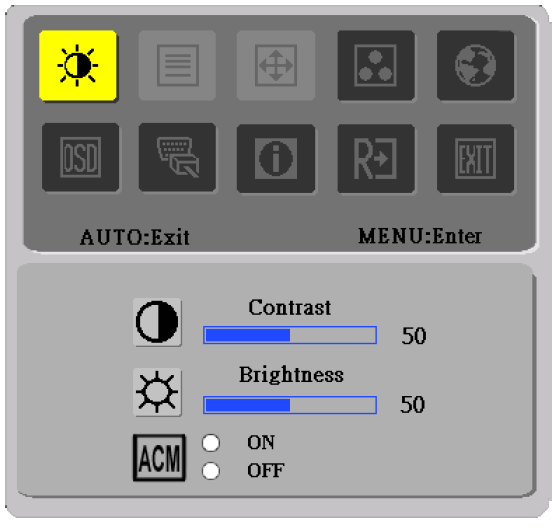 OSD
R
EXIT
AUTO:Exit MENU:Enter
Contrast
50
Brightness
50
ACM
ON
OFF